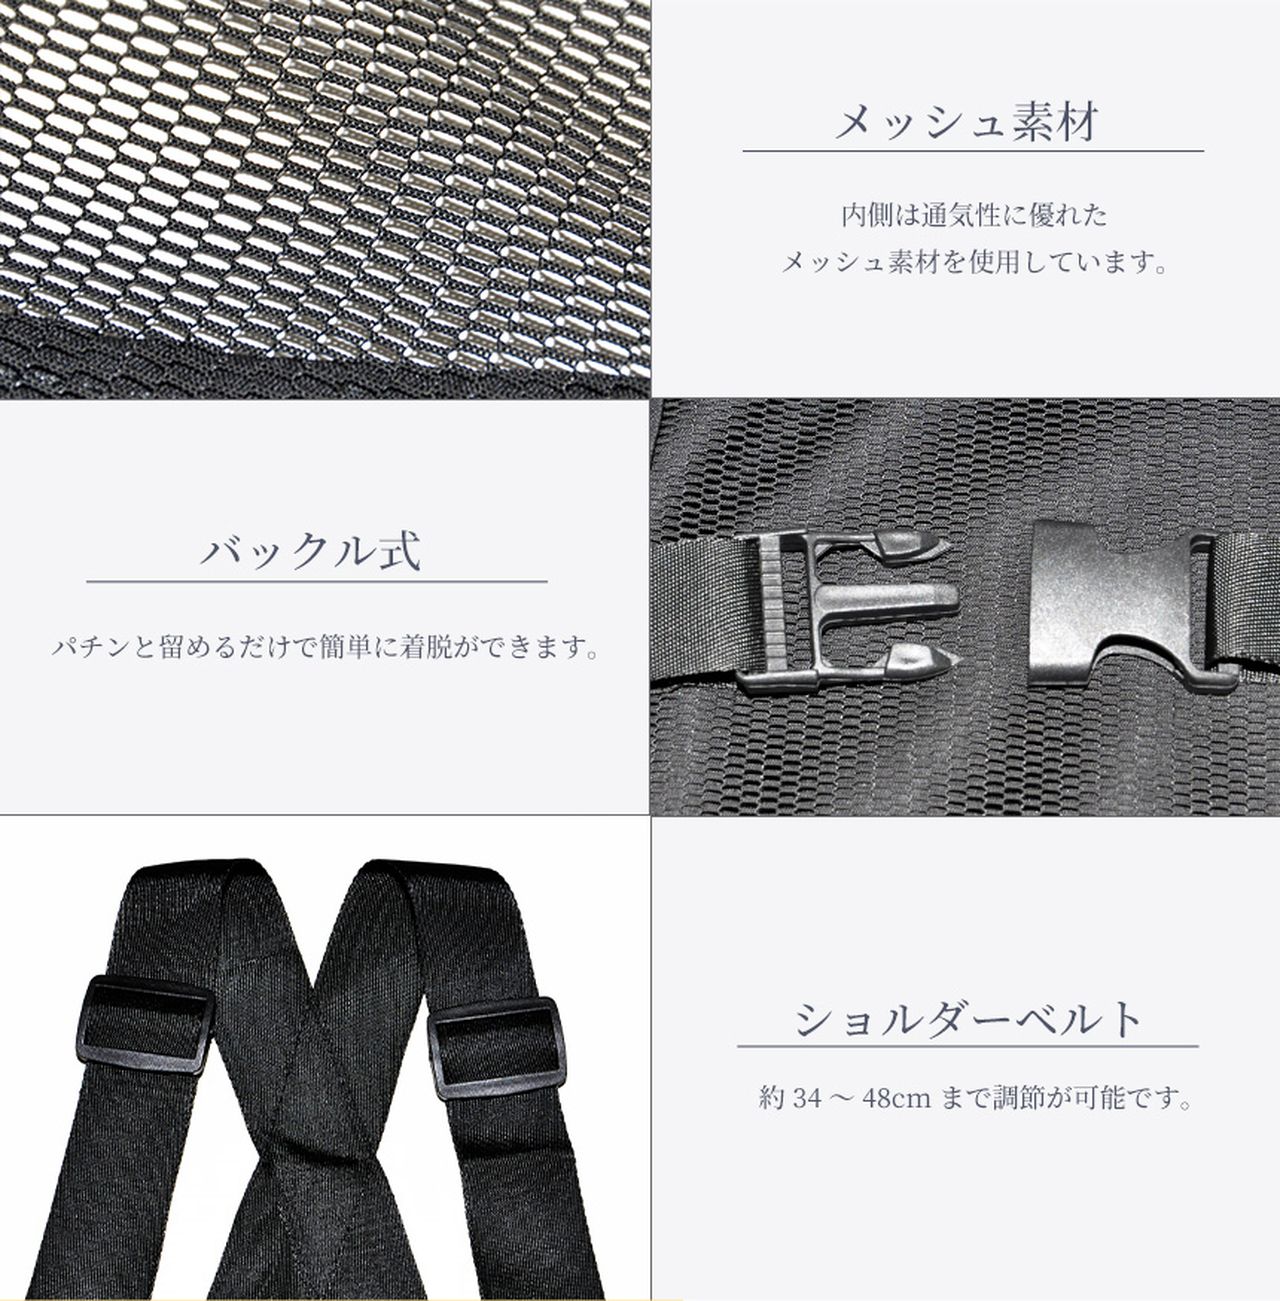 メッシュ素材
内側は通気性に優れた
メッシュ素材を使用しています。
バックル式
パチンと留めるだけで簡単に着脱ができます。
ショルダーベルト
約 34 ～ 48cm まで調節が可能です。